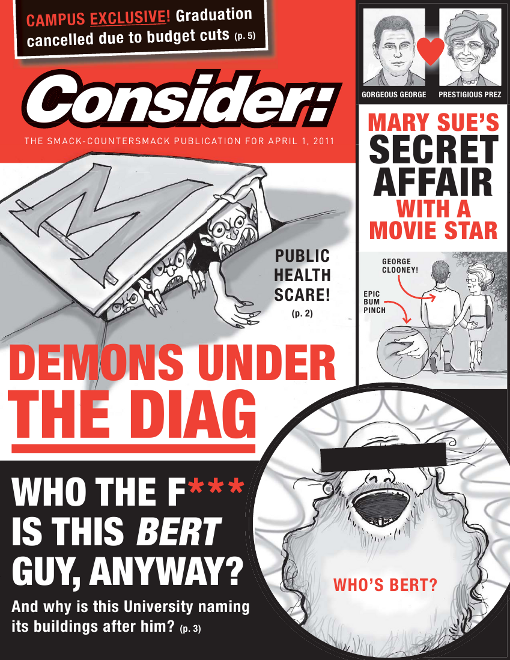 CAMPUS EXCLUSIVE! Graduation
cancelled due to budget cuts (p. 5)
Consider:
THE SMACK-COUNTERSMACK PUBLICATION FOR APRIL 1, 2011
GORGEOUS GEORGE
PRESTIGIOUS PREZ
MARY SUE'S
SECRET
AFFAIR
WITH A
MOVIE STAR
GEORGE
CLOONEY!
EPIC
BUM
PINCH
M
PUBLIC
HEALTH
SCARE!
(p. 2)
DEMONS UNDER
THE DIAG
WHO THE F***
IS THIS BERT
GUY, ANYWAY?
And why is this University naming
its buildings after him? (p. 3)
WHO'S BERT?